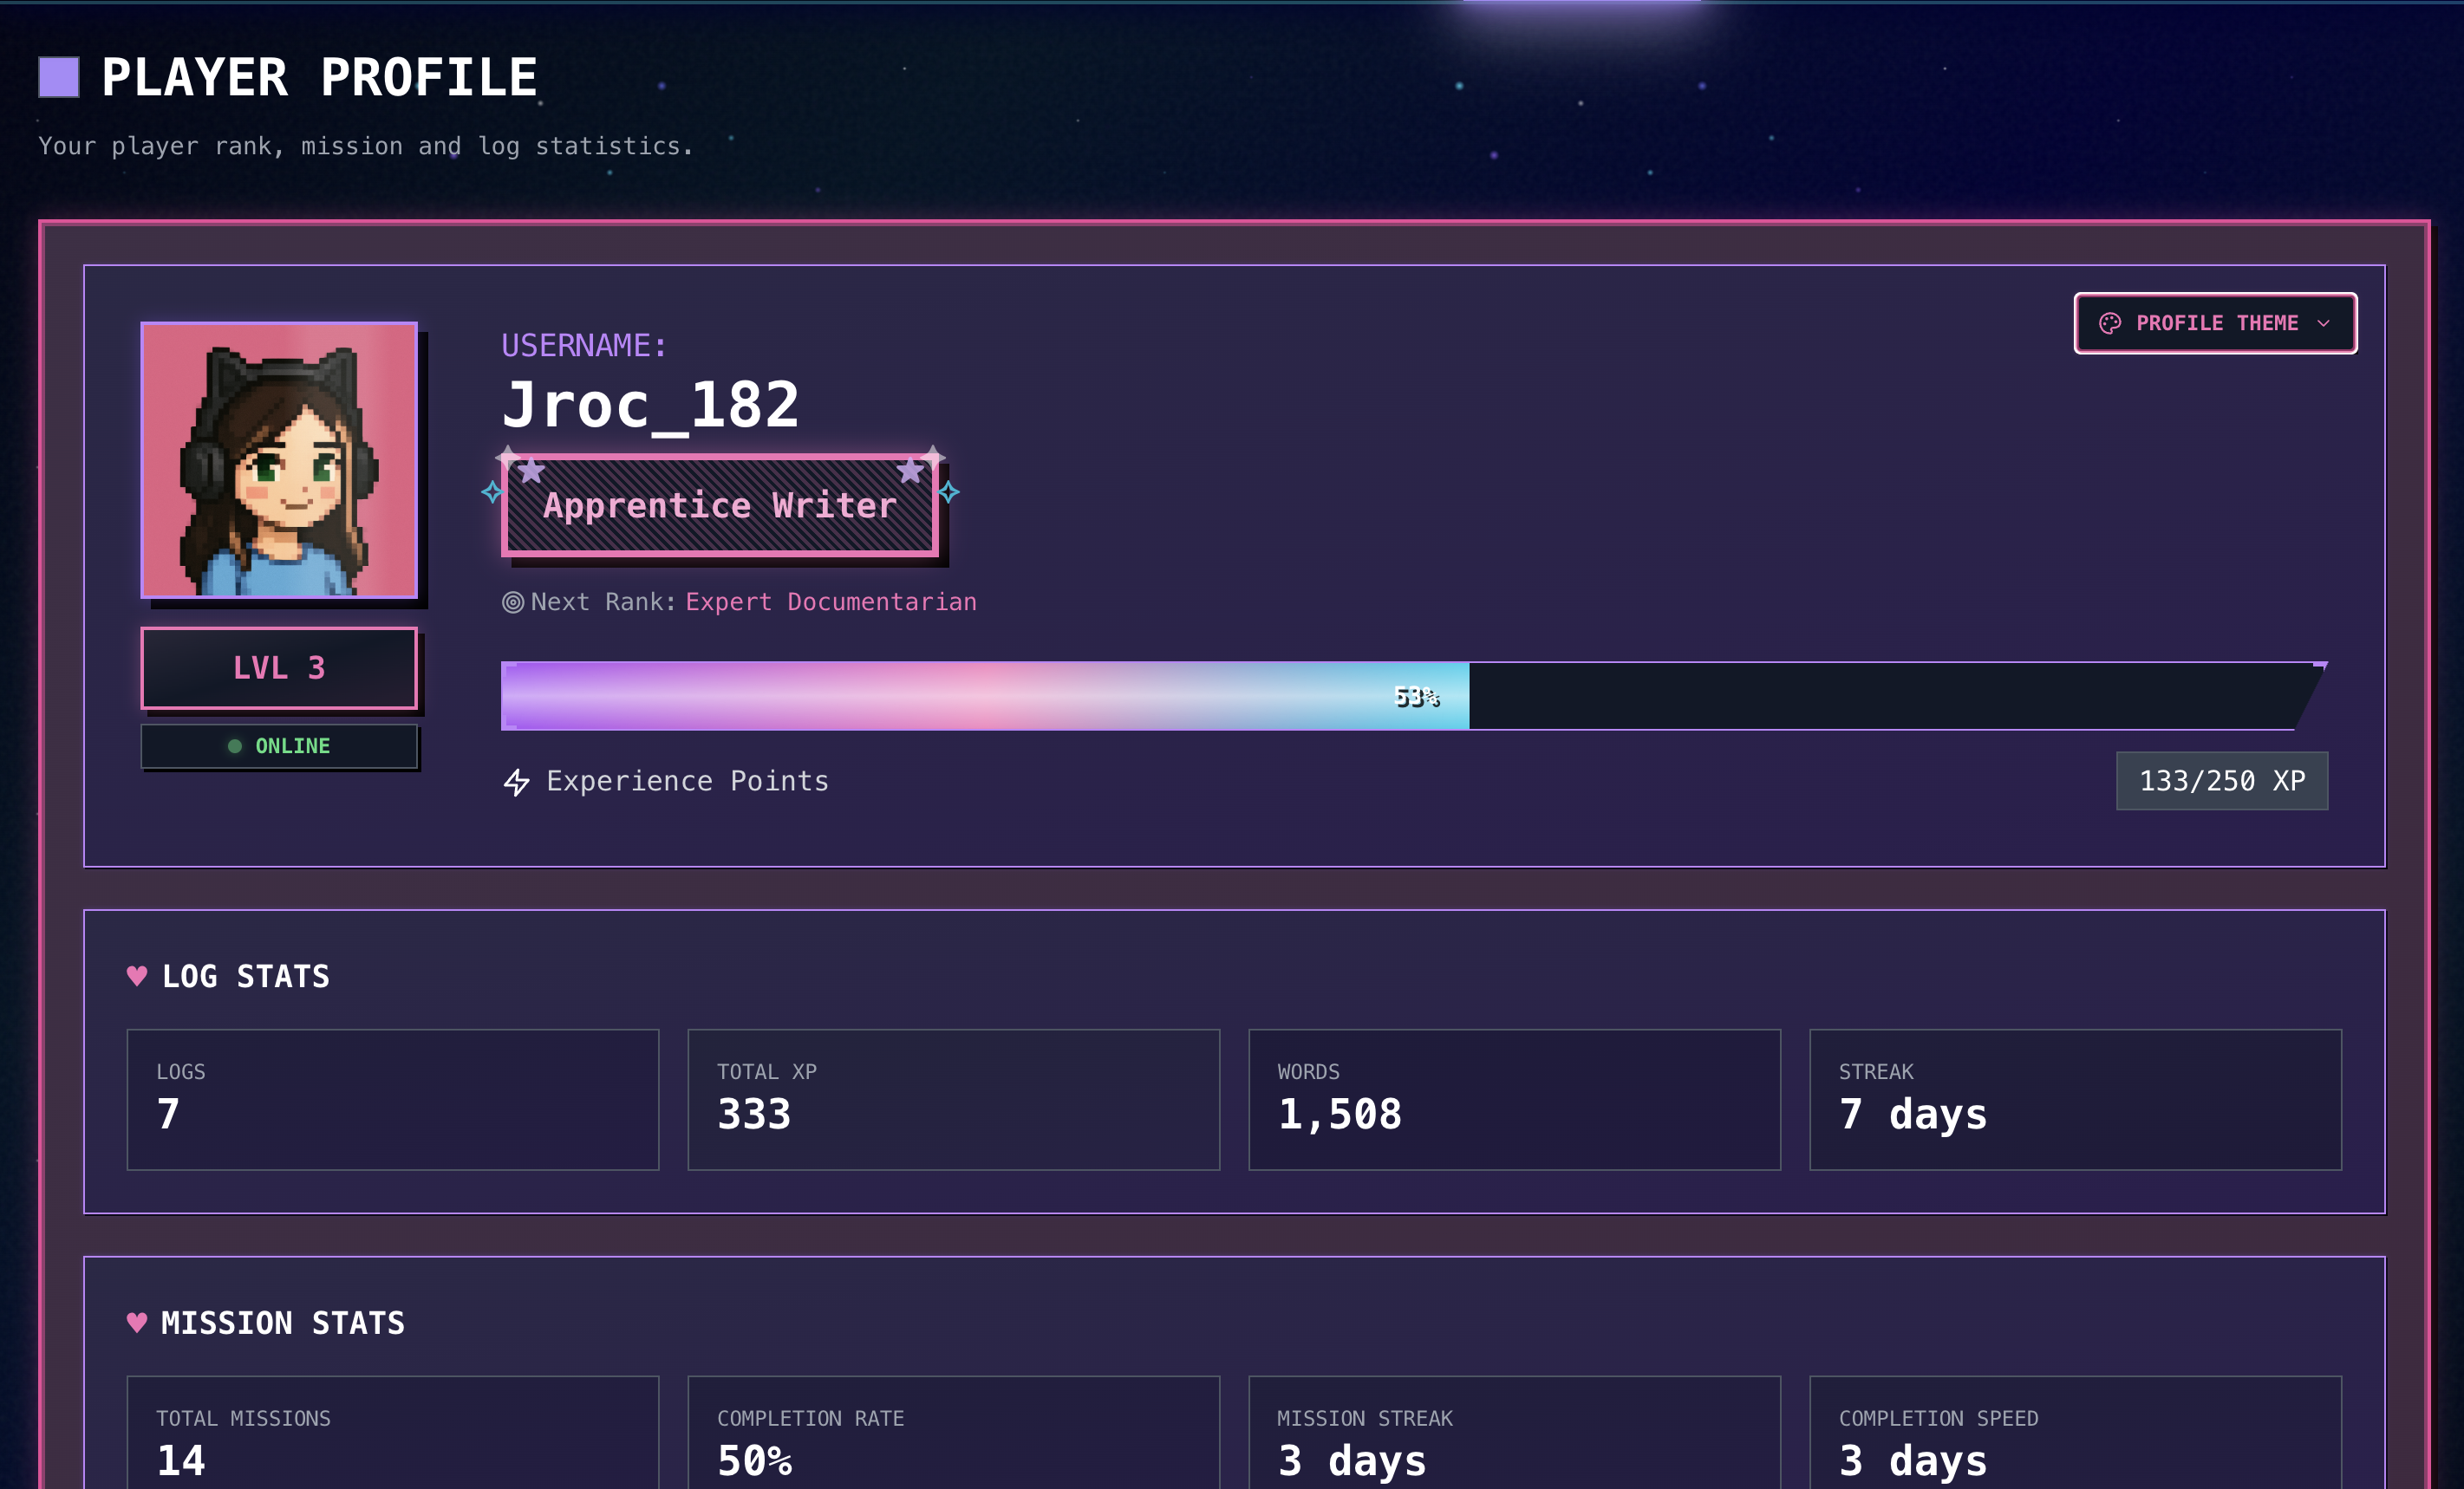 PLAYER PROFILE
Your player rank, mission and log statistics.
PROFILE THEME
USERNAME:
Jroc_182
Apprentice Writer
Next Rank: Expert Documentarian
LVL 3
53%
ONLINE
Experience Points
133/250 XP
♥ LOG STATS
LOGS
7
TOTAL XP
333
WORDS
1,508
STREAK
7 days
♥ MISSION STATS
TOTAL MISSIONS
14
COMPLETION RATE
50%
MISSION STREAK
3 days
COMPLETION SPEED
3 days